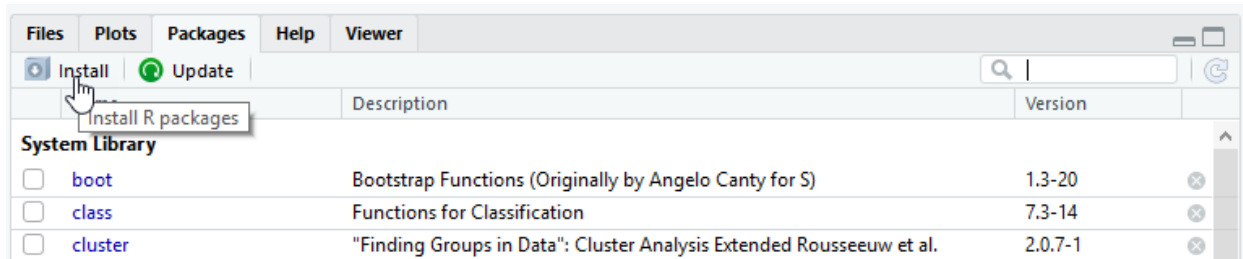 Files Plots Packages Help Viewer
Install Update
Description Version
Install R packages
System Library
boot Bootstrap Functions (Originally by Angelo Canty for S) 1.3-20
class Functions for Classification 7.3-14
cluster "Finding Groups in Data": Cluster Analysis Extended Rousseeuw et al. 2.0.7-1